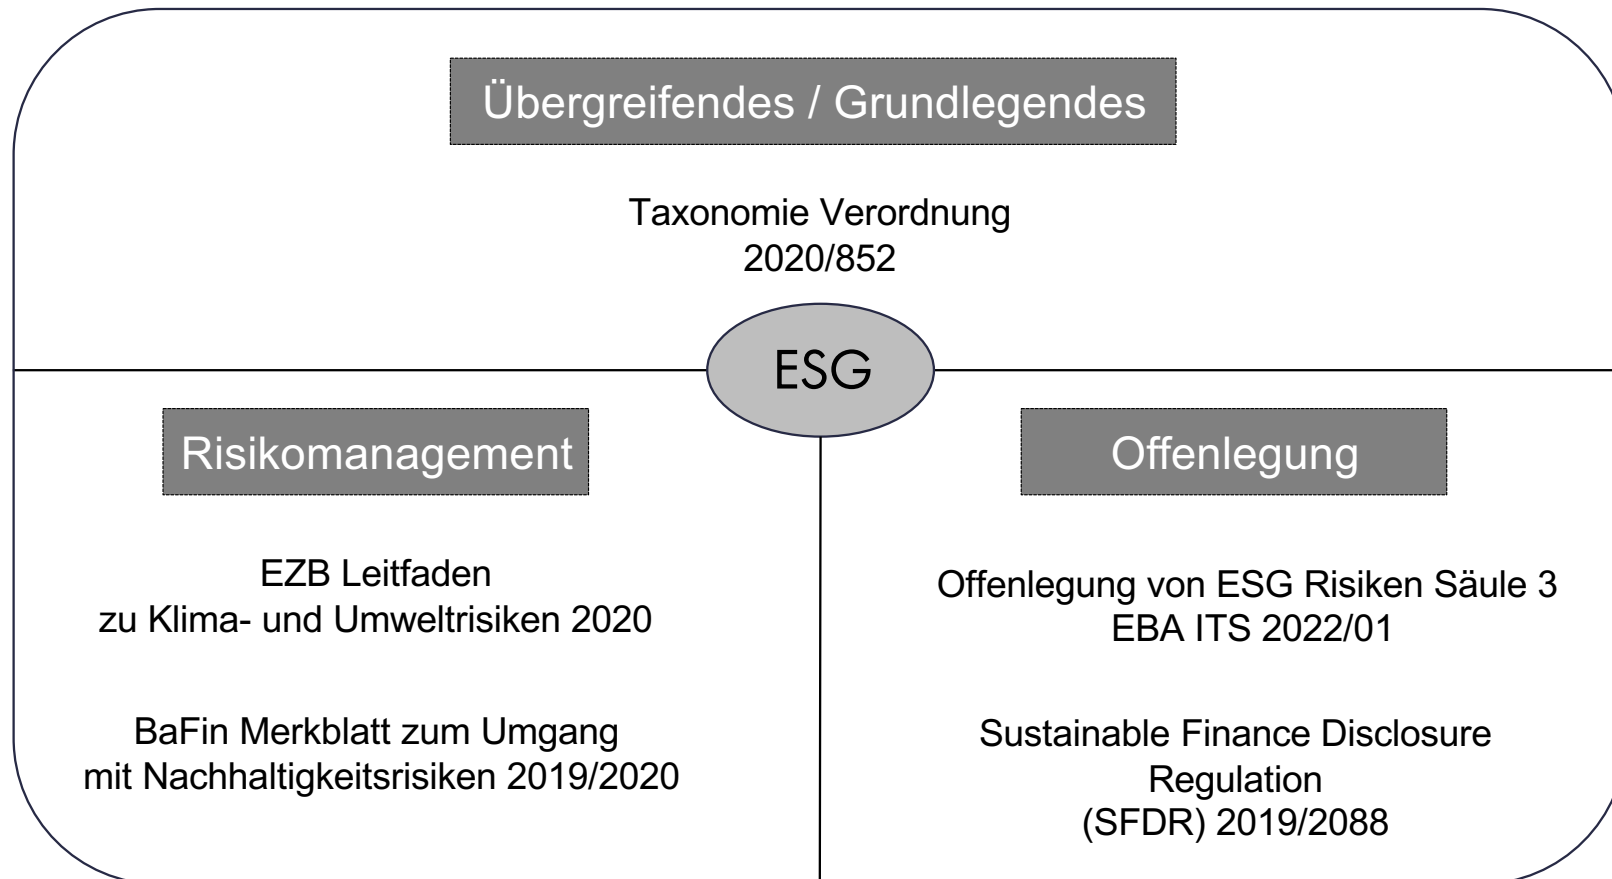 Übergreifendes / Grundlegendes
Taxonomie Verordnung
2020/852
ESG
Risikomanagement
EZB Leitfaden
zu Klima- und Umweltrisiken 2020
BaFin Merkblatt zum Umgang
mit Nachhaltigkeitsrisiken 2019/2020
Offenlegung
Offenlegung von ESG Risiken Säule 3
EBA ITS 2022/01
Sustainable Finance Disclosure
Regulation
(SFDR) 2019/2088